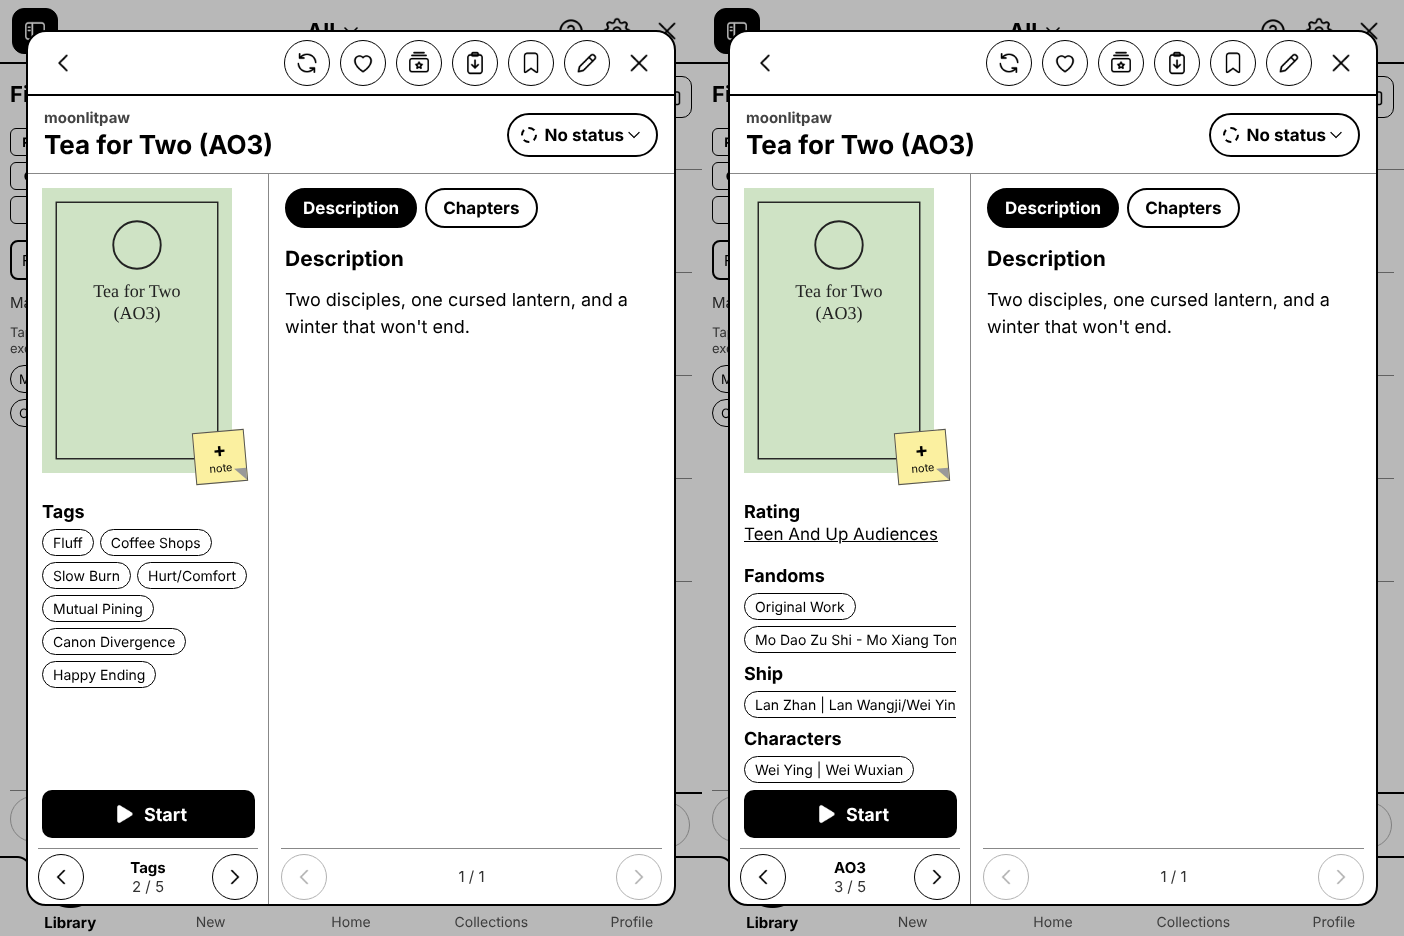 moonlitpaw
Tea for Two (AO3)
No status
Tea for Two
(AO3)
+
note
Tags
Fluff
Coffee Shops
Slow Burn
Hurt/Comfort
Mutual Pining
Canon Divergence
Happy Ending
Start
Tags
2 / 5
Description
Chapters
Description
Two disciples, one cursed lantern, and a
winter that won't end.
1 / 1
Library
New
Home
Collections
Profile
moonlitpaw
Tea for Two (AO3)
No status
Tea for Two
(AO3)
+
note
Rating
Teen And Up Audiences
Fandoms
Original Work
Mo Dao Zu Shi - Mo Xiang
Ship
Lan Zhan | Lan Wangji/Wei
Characters
Wei Ying | Wei Wuxian
Start
AO3
3 / 5
Description
Chapters
Description
Two disciples, one cursed lantern, and a
winter that won't end.
1 / 1
Library
New
Home
Collections
Profile